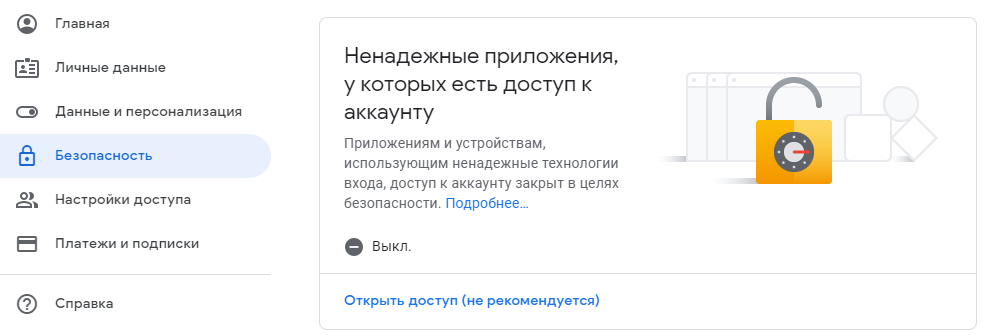 Главная
Личные данные
Данные и персонализация
Безопасность
Настройки доступа
Платежи и подписки
Справка
Ненадежные приложения,
у которых есть доступ к
аккаунту
Приложениям и устройствам,
использующим ненадежные технологии
входа, доступ к аккаунту закрыт в целях
безопасности. Подробнее…
Выкл.
Открыть доступ (не рекомендуется)